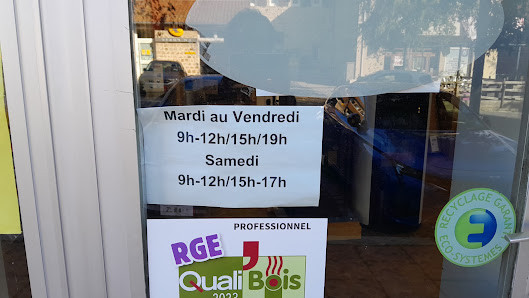 Mardi au Vendredi
9h-12h/15h/19h
Samedi
9h-12h/15h-17h
PROFESSIONNEL
RGE
Quali'Bois
2023
RECYCLAGE GARANTI
ECO-SYSTEMES